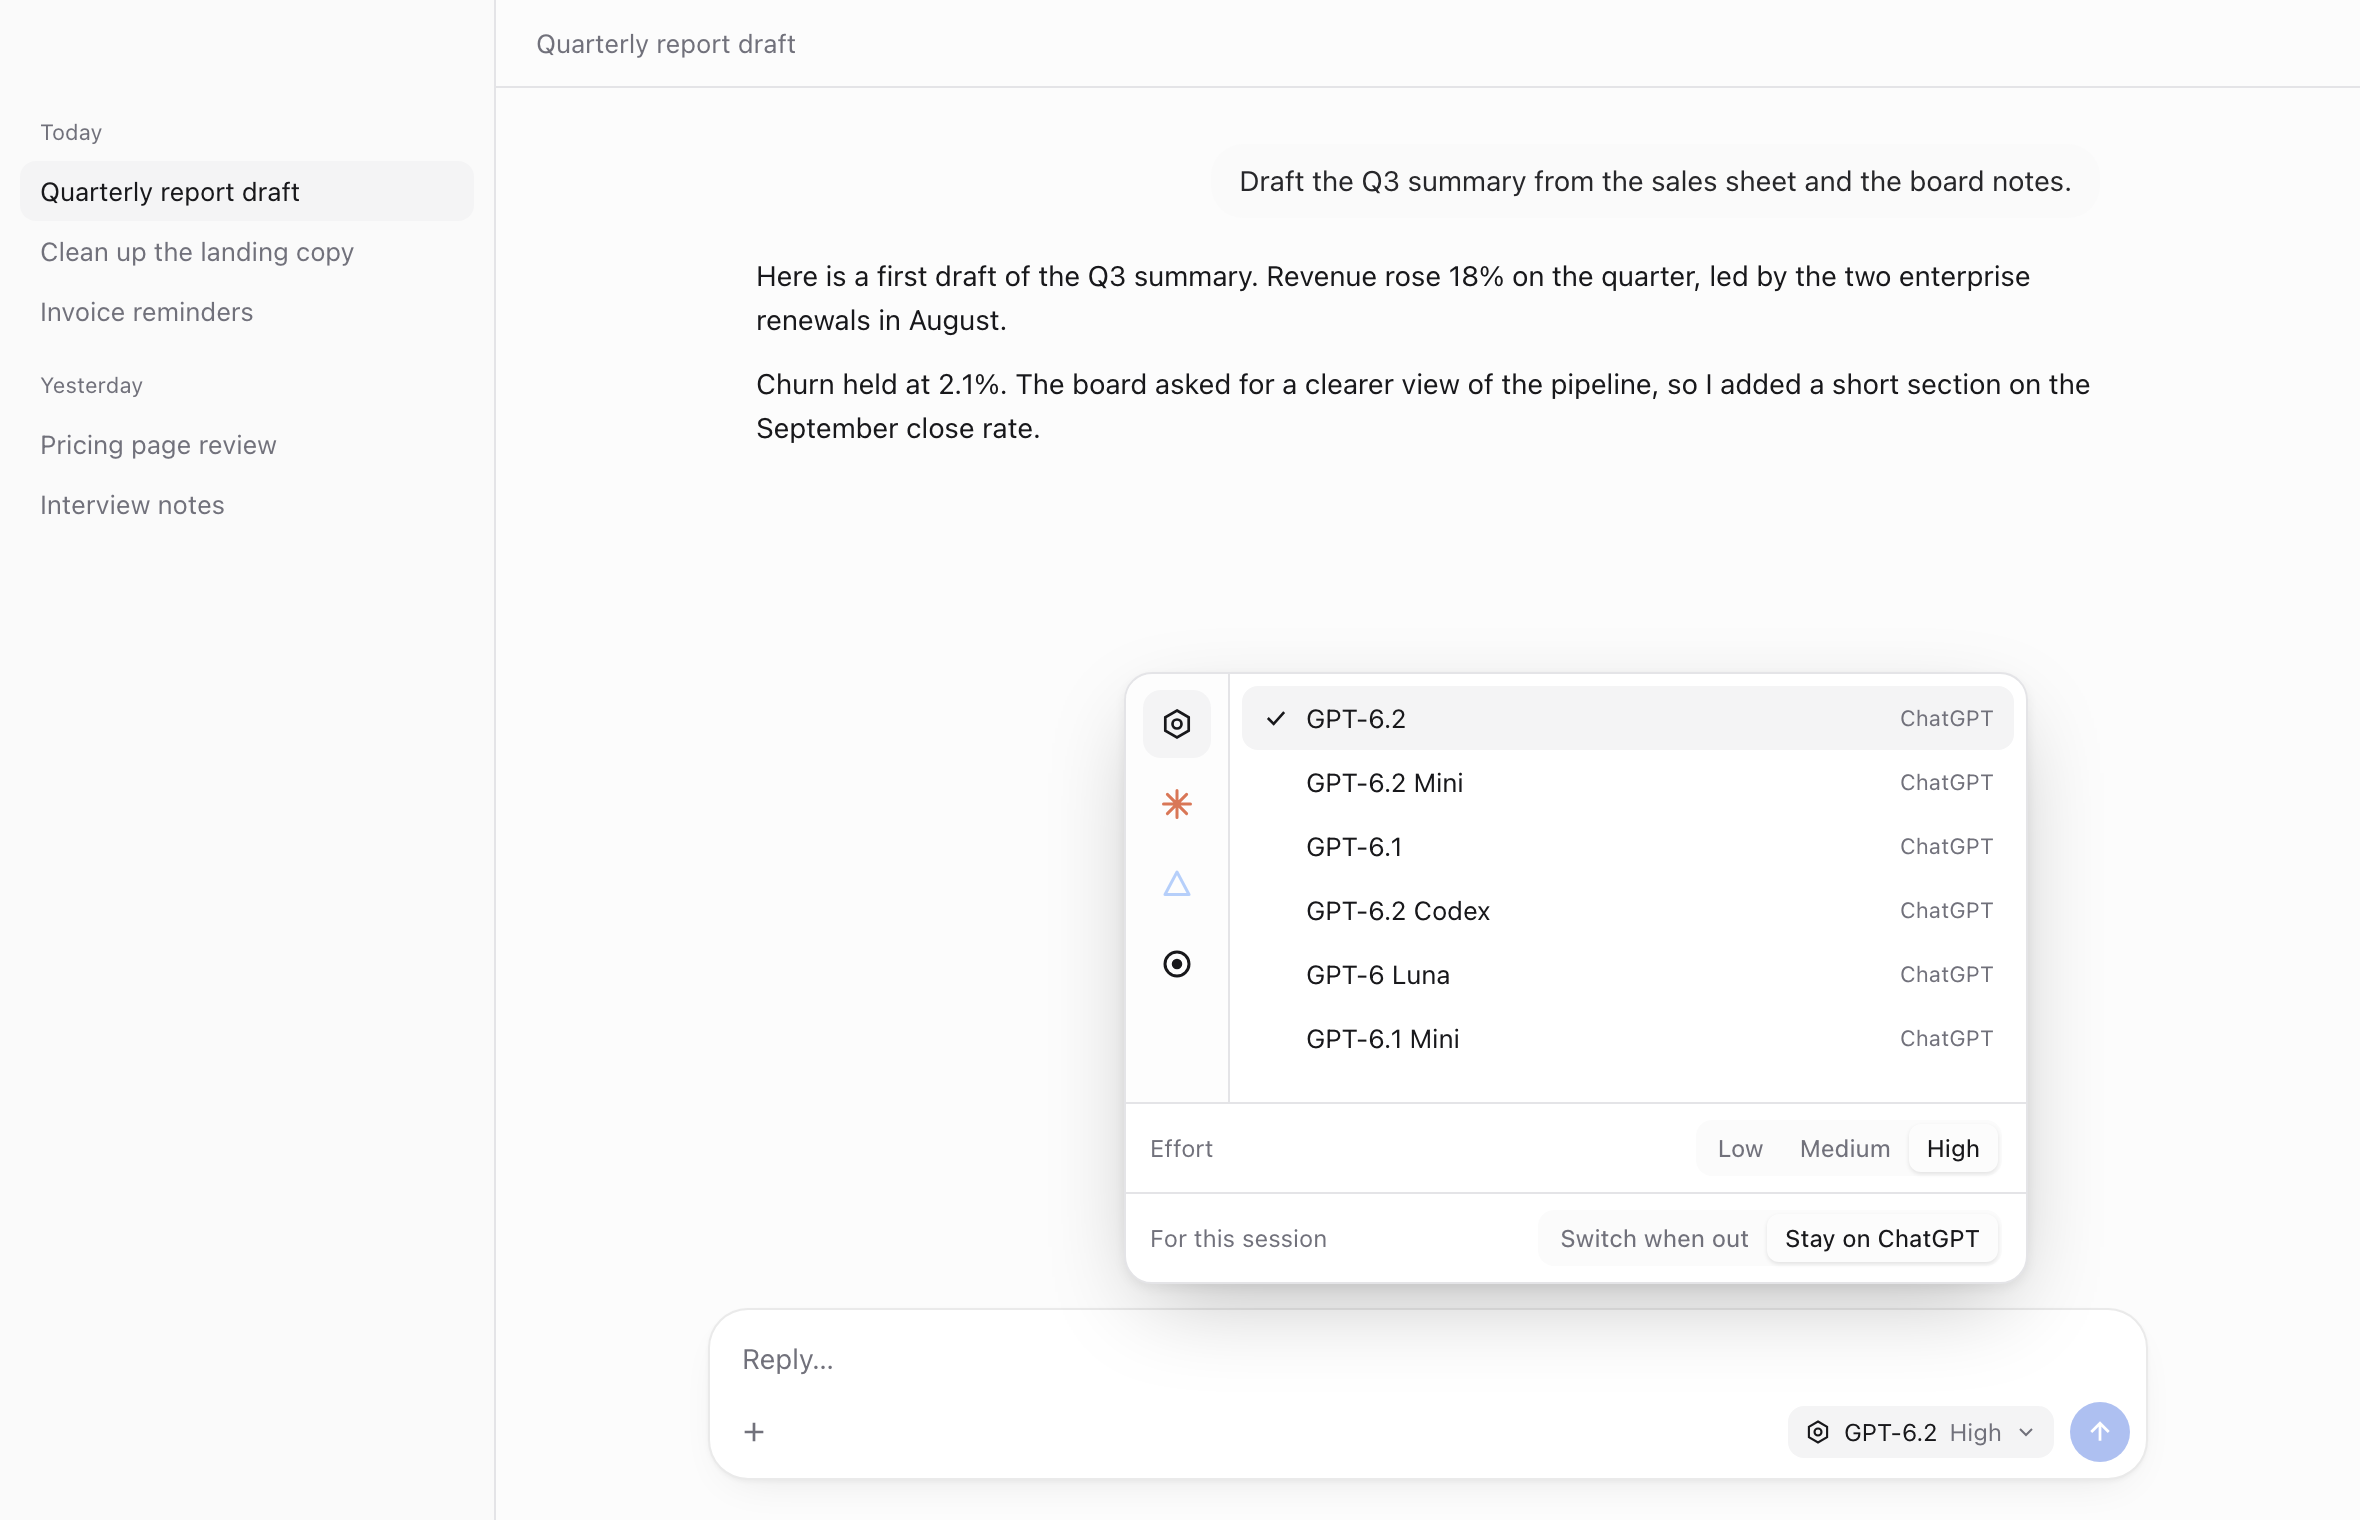 Quarterly report draft
Today
Quarterly report draft
Clean up the landing copy
Invoice reminders
Yesterday
Pricing page review
Interview notes
Draft the Q3 summary from the sales sheet and the board notes.
Here is a first draft of the Q3 summary. Revenue rose 18% on the quarter, led by the two enterprise
renewals in August.
Churn held at 2.1%. The board asked for a clearer view of the pipeline, so I added a short section on the
September close rate.
GPT-6.2 ChatGPT
GPT-6.2 Mini ChatGPT
GPT-6.1 ChatGPT
GPT-6.2 Codex ChatGPT
GPT-6 Luna ChatGPT
GPT-6.1 Mini ChatGPT
Effort Low Medium High
For this session Switch when out Stay on ChatGPT
Reply...
GPT-6.2 High